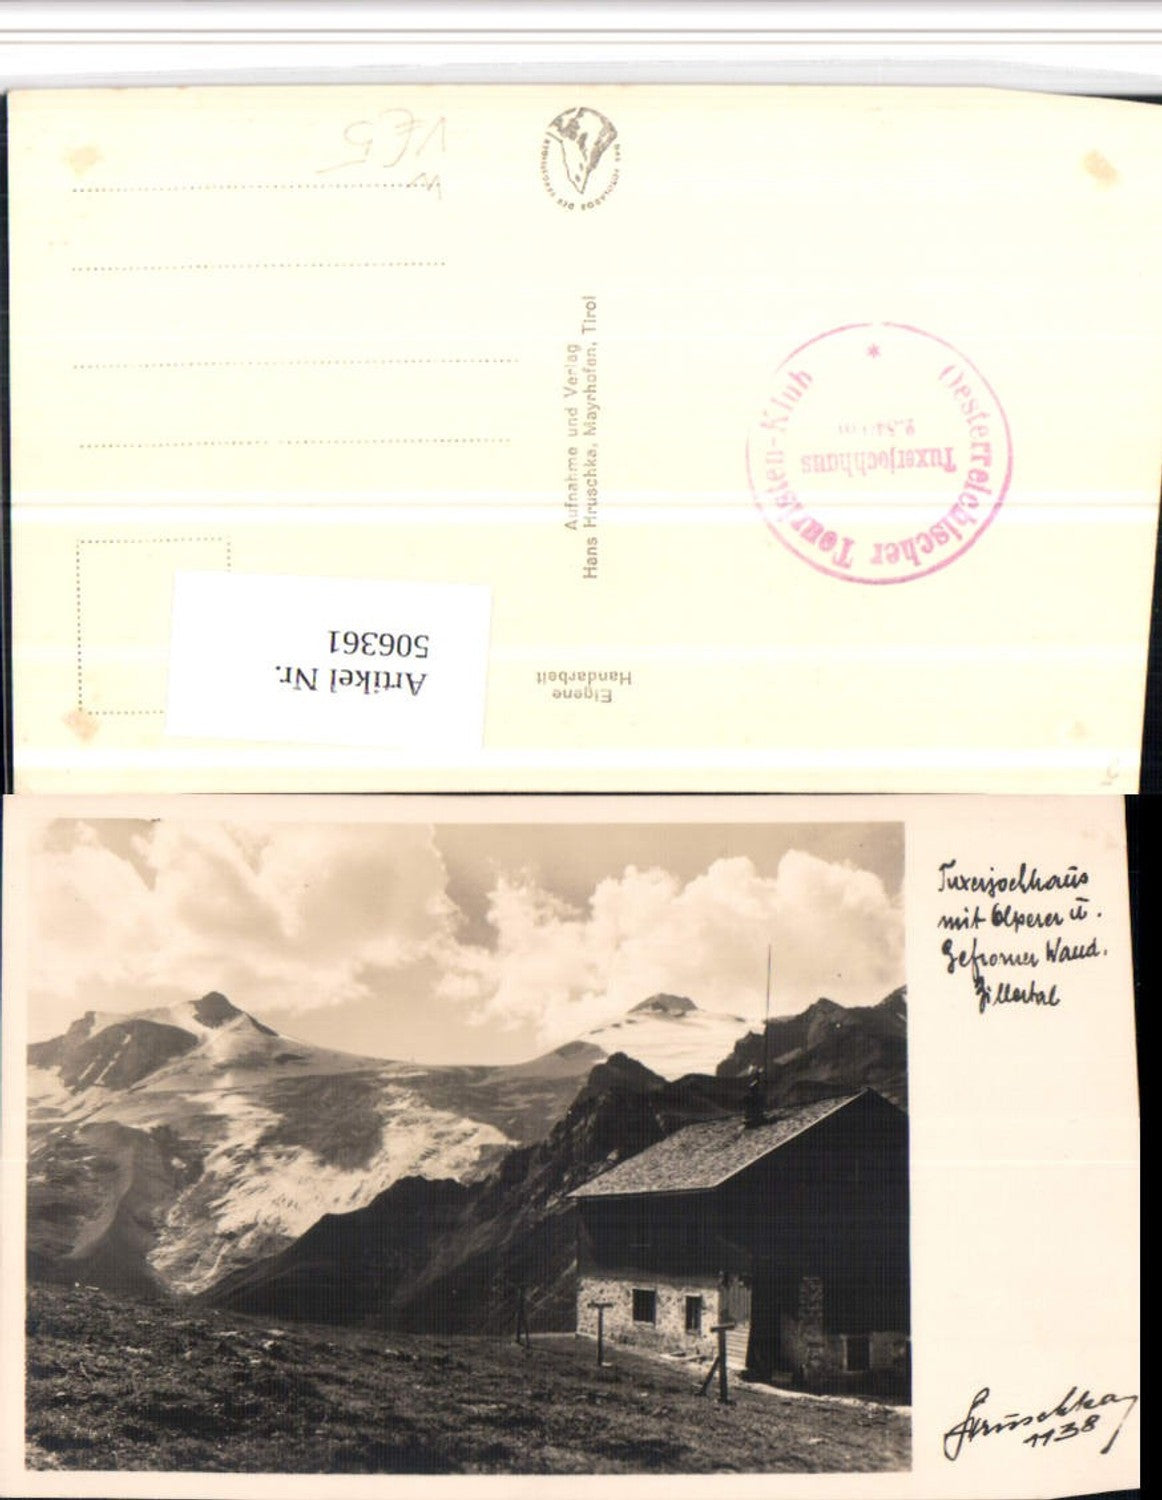 Aufnahme und Verlag
Hans Hruschka, Mayrhofen, Tirol
Oesterreichischer Touristen-Klub
*
Tuxerjochhaus
Eigene
Handarbeit
Artikel Nr.
506361
Tuxerjochhaus
mit Olperer u.
Gefrorner Wand.
Zillertal
Hruschka
1138